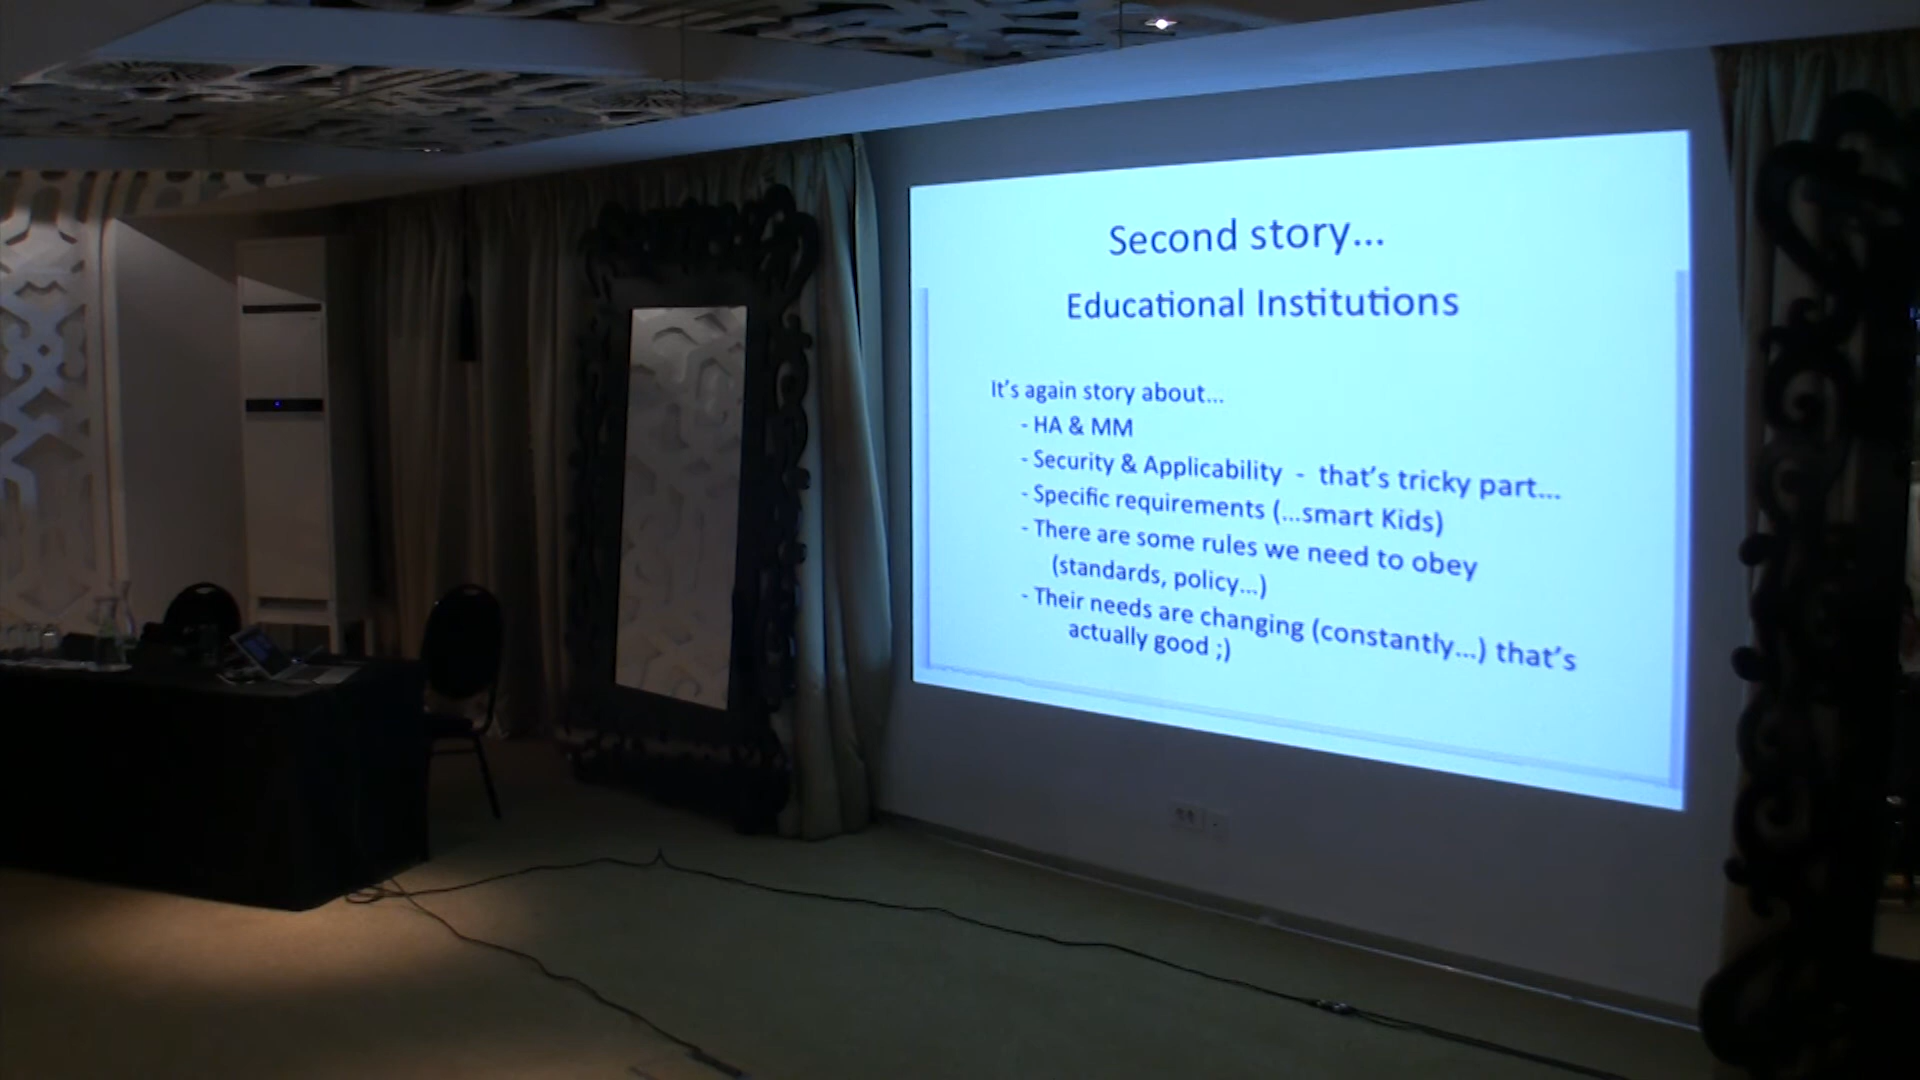 Second story...
Educational Institutions
It's again story about...
- HA & MM
- Security & Applicability - that's tricky part...
- Specific requirements (...smart Kids)
- There are some rules we need to obey
(standards, policy...)
- Their needs are changing (constantly...) that's
actually good ;)